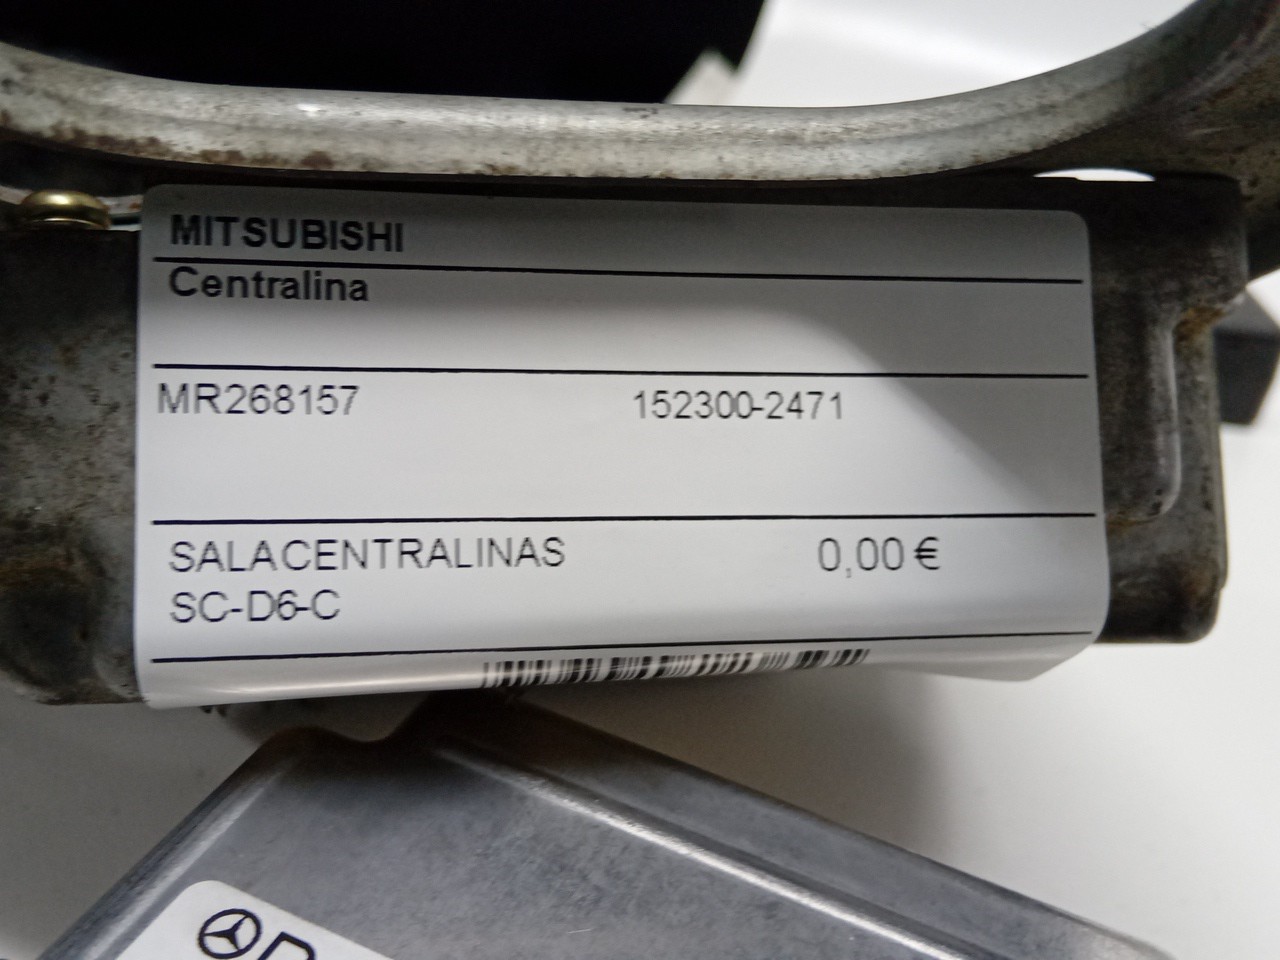 MITSUBISHI
Centralina
MR268157 152300-2471
SALACENTRALINAS 0,00 €
SC-D6-C